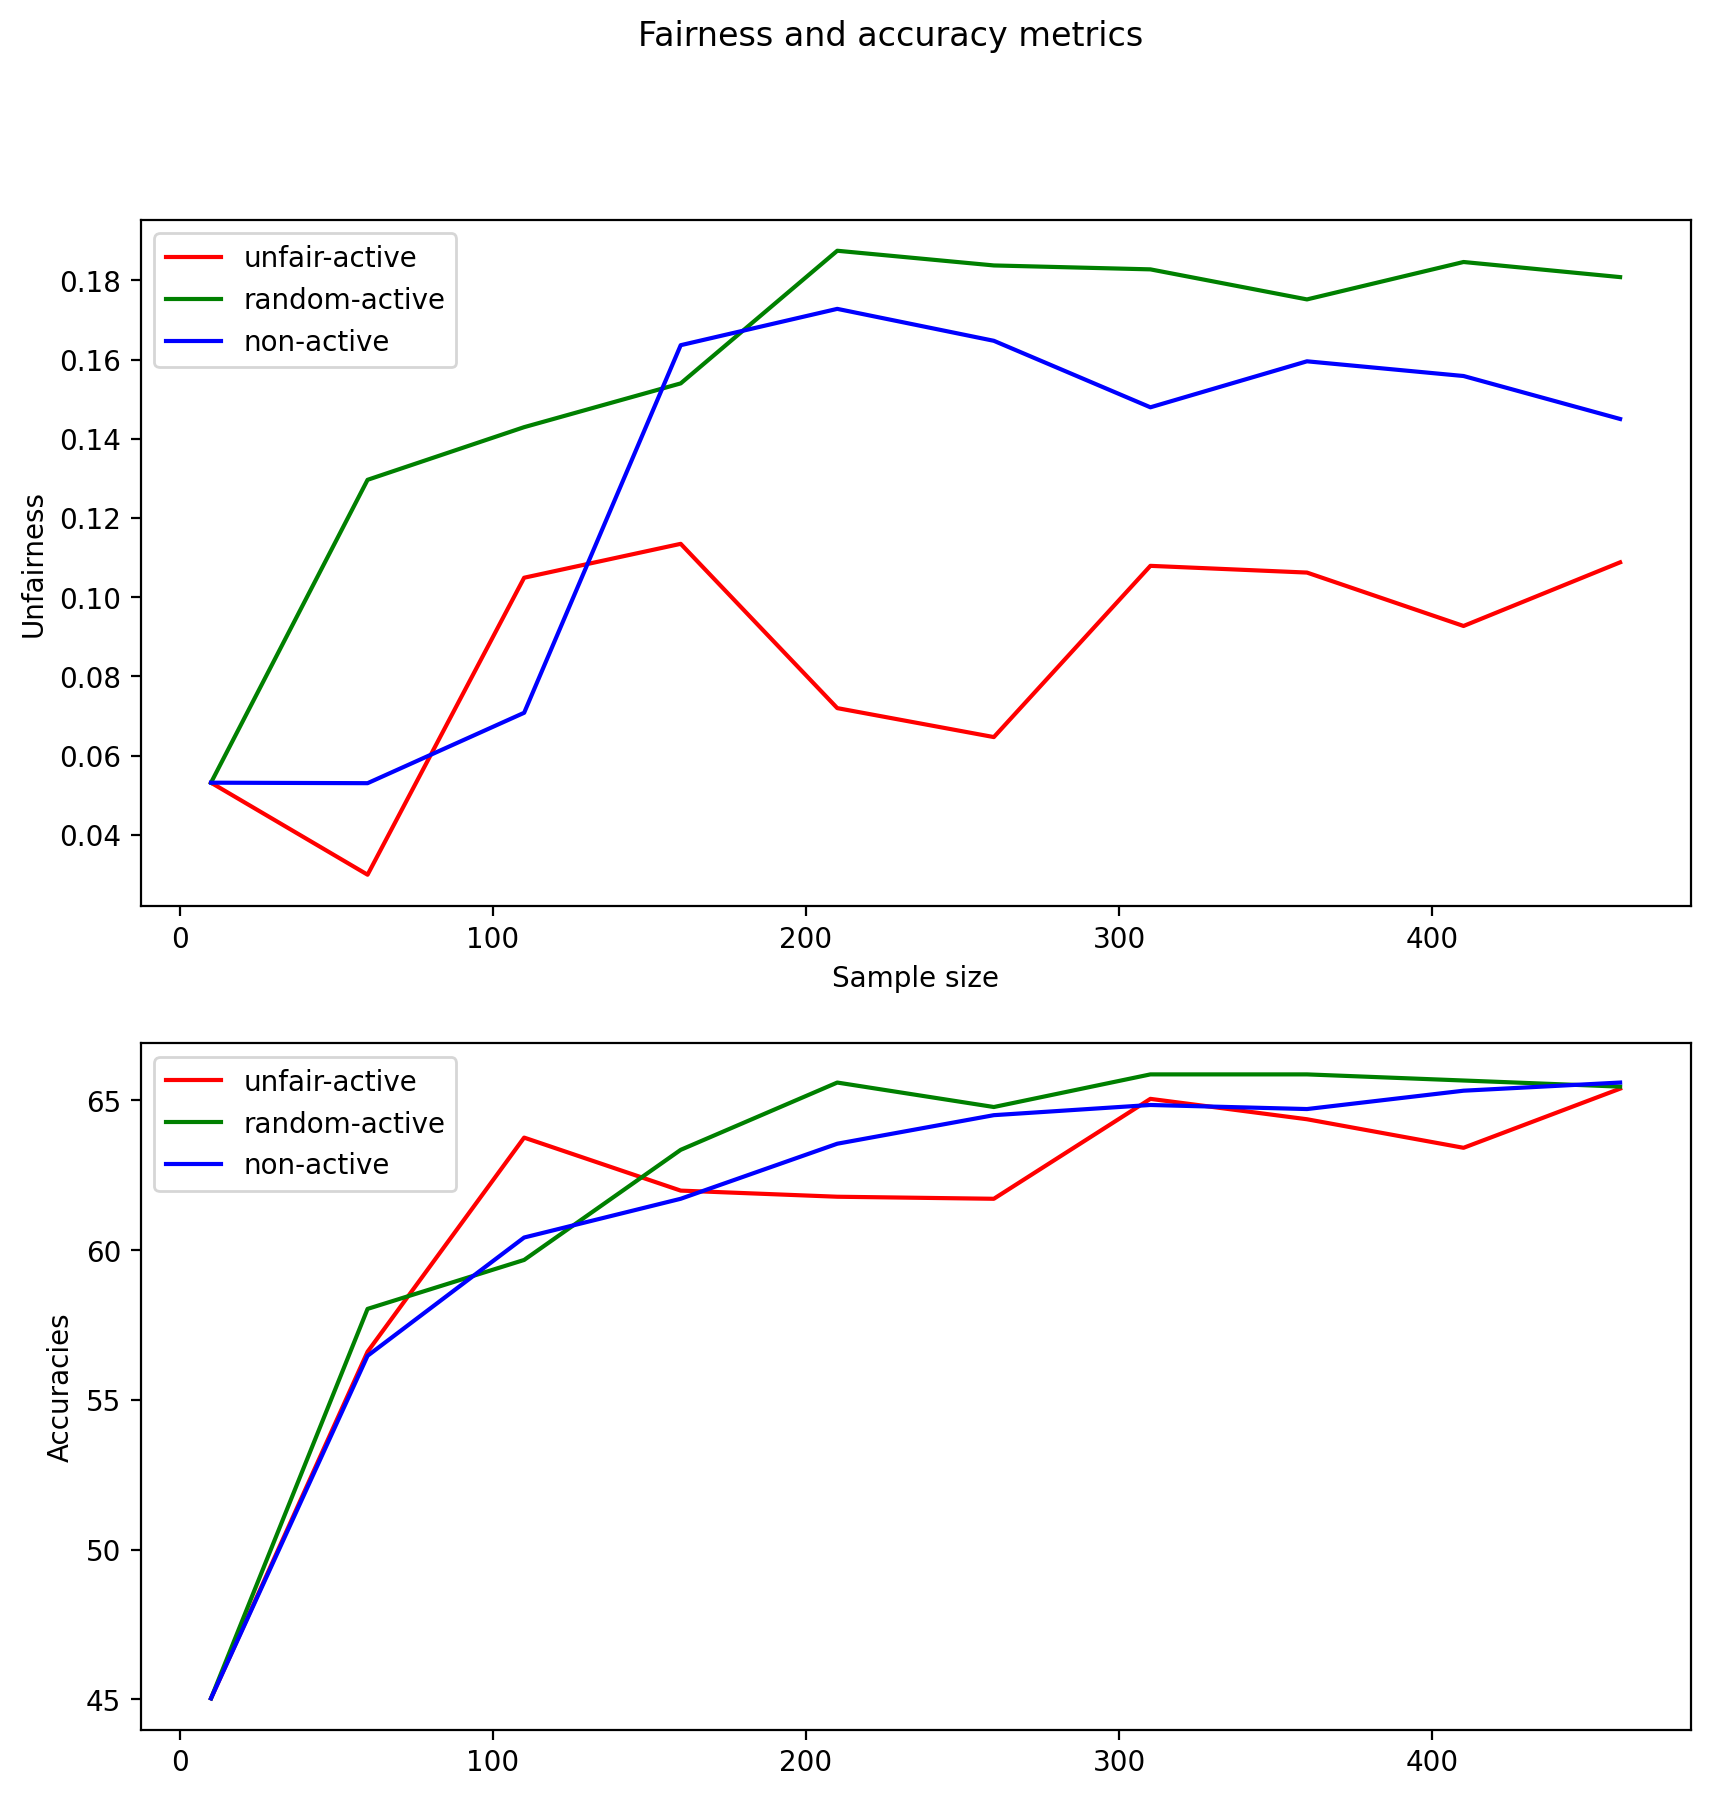 Fairness and accuracy metrics
unfair-active
random-active
non-active
Unfairness
0.18
0.16
0.14
0.12
0.10
0.08
0.06
0.04
0 100 200 300 400
Sample size
unfair-active
random-active
non-active
Accuracies
65
60
55
50
45
0 100 200 300 400